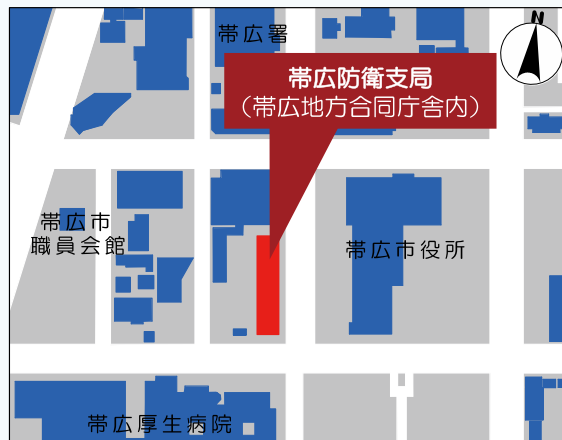 帯広署
N
帯広防衛支局
（帯広地方合同庁舎内）
帯広市
職員会館
帯広市役所
帯広厚生病院